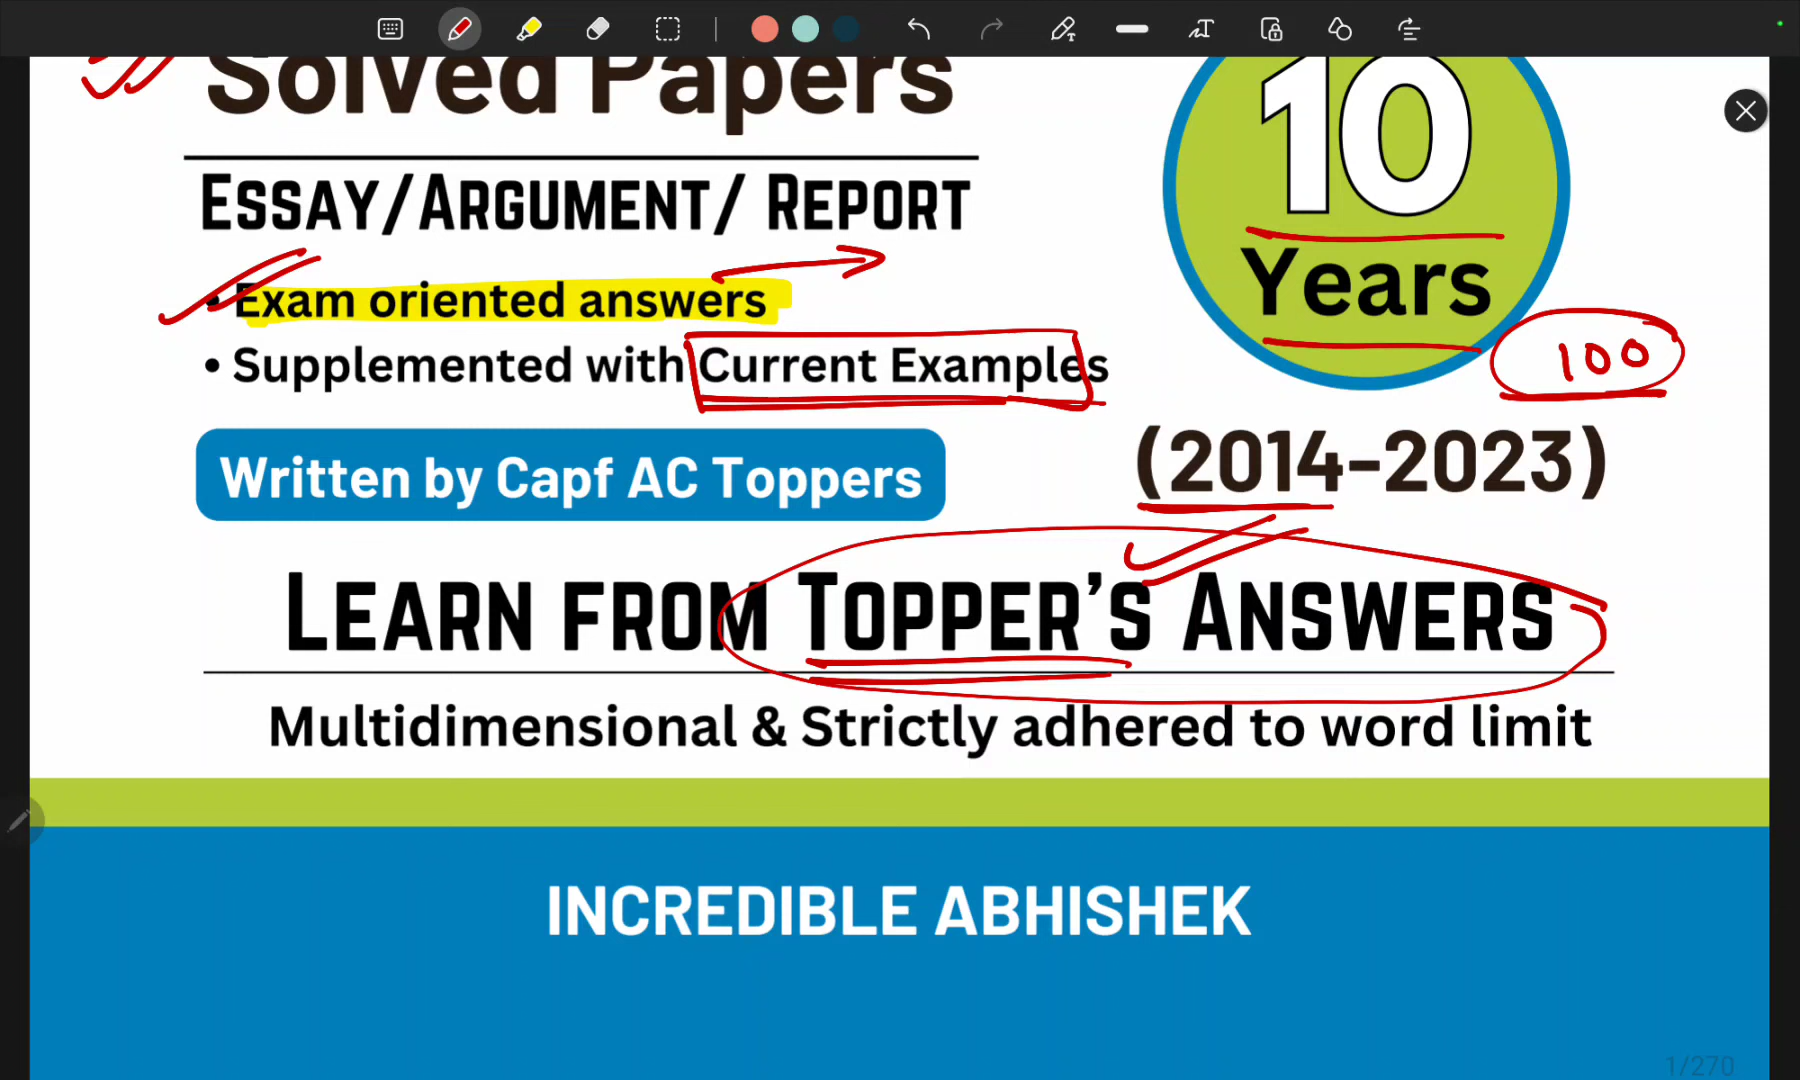 Solved Papers
10
ESSAY/ARGUMENT/ REPORT
Years
• Exam oriented answers
100
• Supplemented with Current Examples
Written by Capf AC Toppers
(2014-2023)
LEARN FROM TOPPER'S ANSWERS
Multidimensional & Strictly adhered to word limit
INCREDIBLE ABHISHEK
1/270